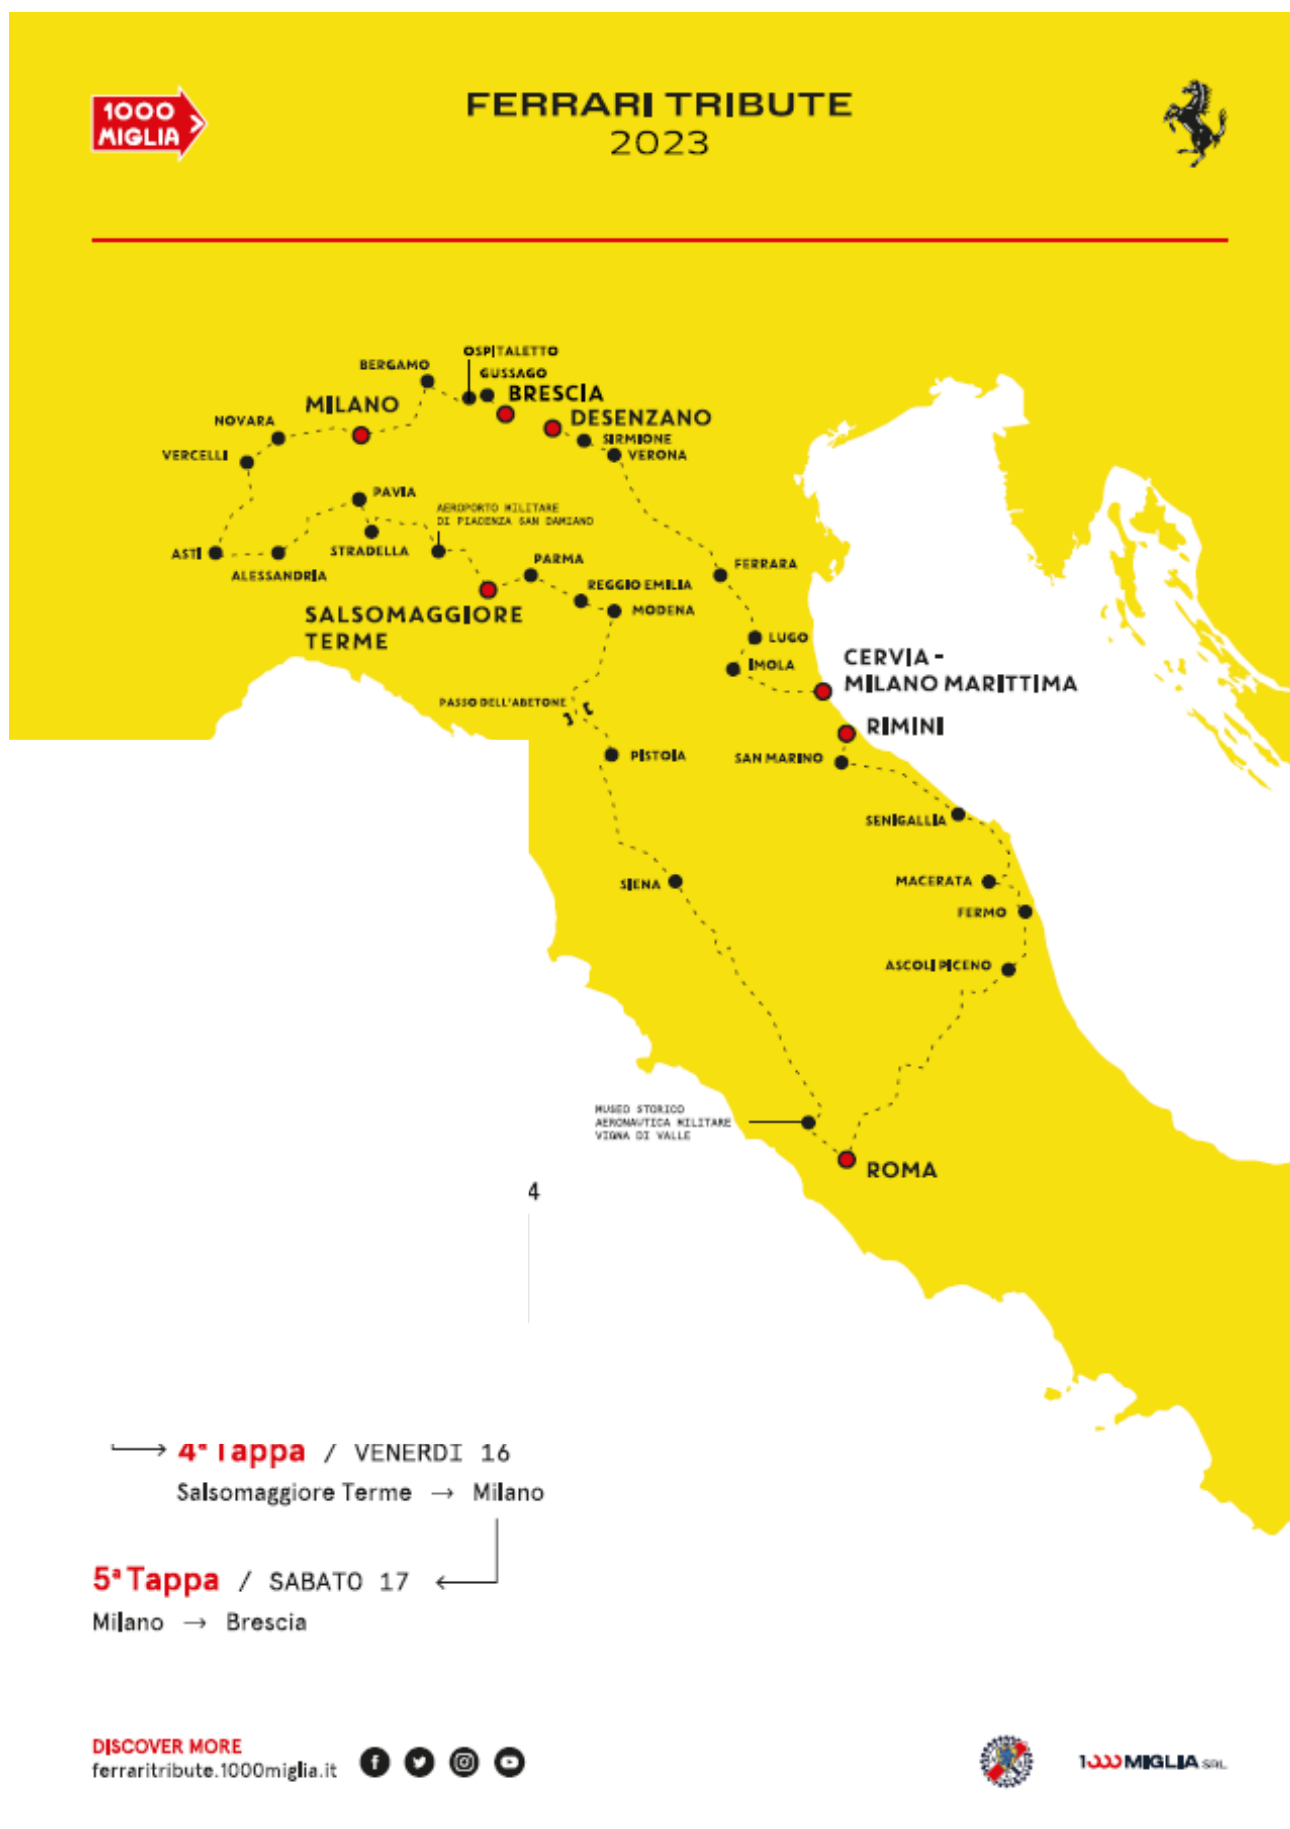 1000
MIGLIA
FERRARI TRIBUTE
2023
OSPITALETTO
BERGAMO
GUSSAGO
BRESCIA
MILANO
DESENZANO
NOVARA
SIRMIONE
VERCELLI
VERONA
PAVIA
AEROPORTO MILITARE
DI PIACENZA SAN DAMIANO
ASTI
STRADELLA
PARMA
FERRARA
ALESSANDRIA
REGGIO EMILIA
SALSOMAGGIORE
TERME
MODENA
LUGO
IMOLA
CERVIA -
MILANO MARITTIMA
PASSO DELL'ABETONE
RIMINI
PISTOIA
SAN MARINO
SENIGALLIA
SIENA
MACERATA
FERMO
ASCOLI PICENO
MUSEO STORICO
AERONAUTICA MILITARE
VIGNA DI VALLE
ROMA
4
4ª Tappa / VENERDI 16
Salsomaggiore Terme → Milano
5ª Tappa / SABATO 17
Milano → Brescia
DISCOVER MORE
ferraritribute.1000miglia.it
1000 MIGLIA SRL